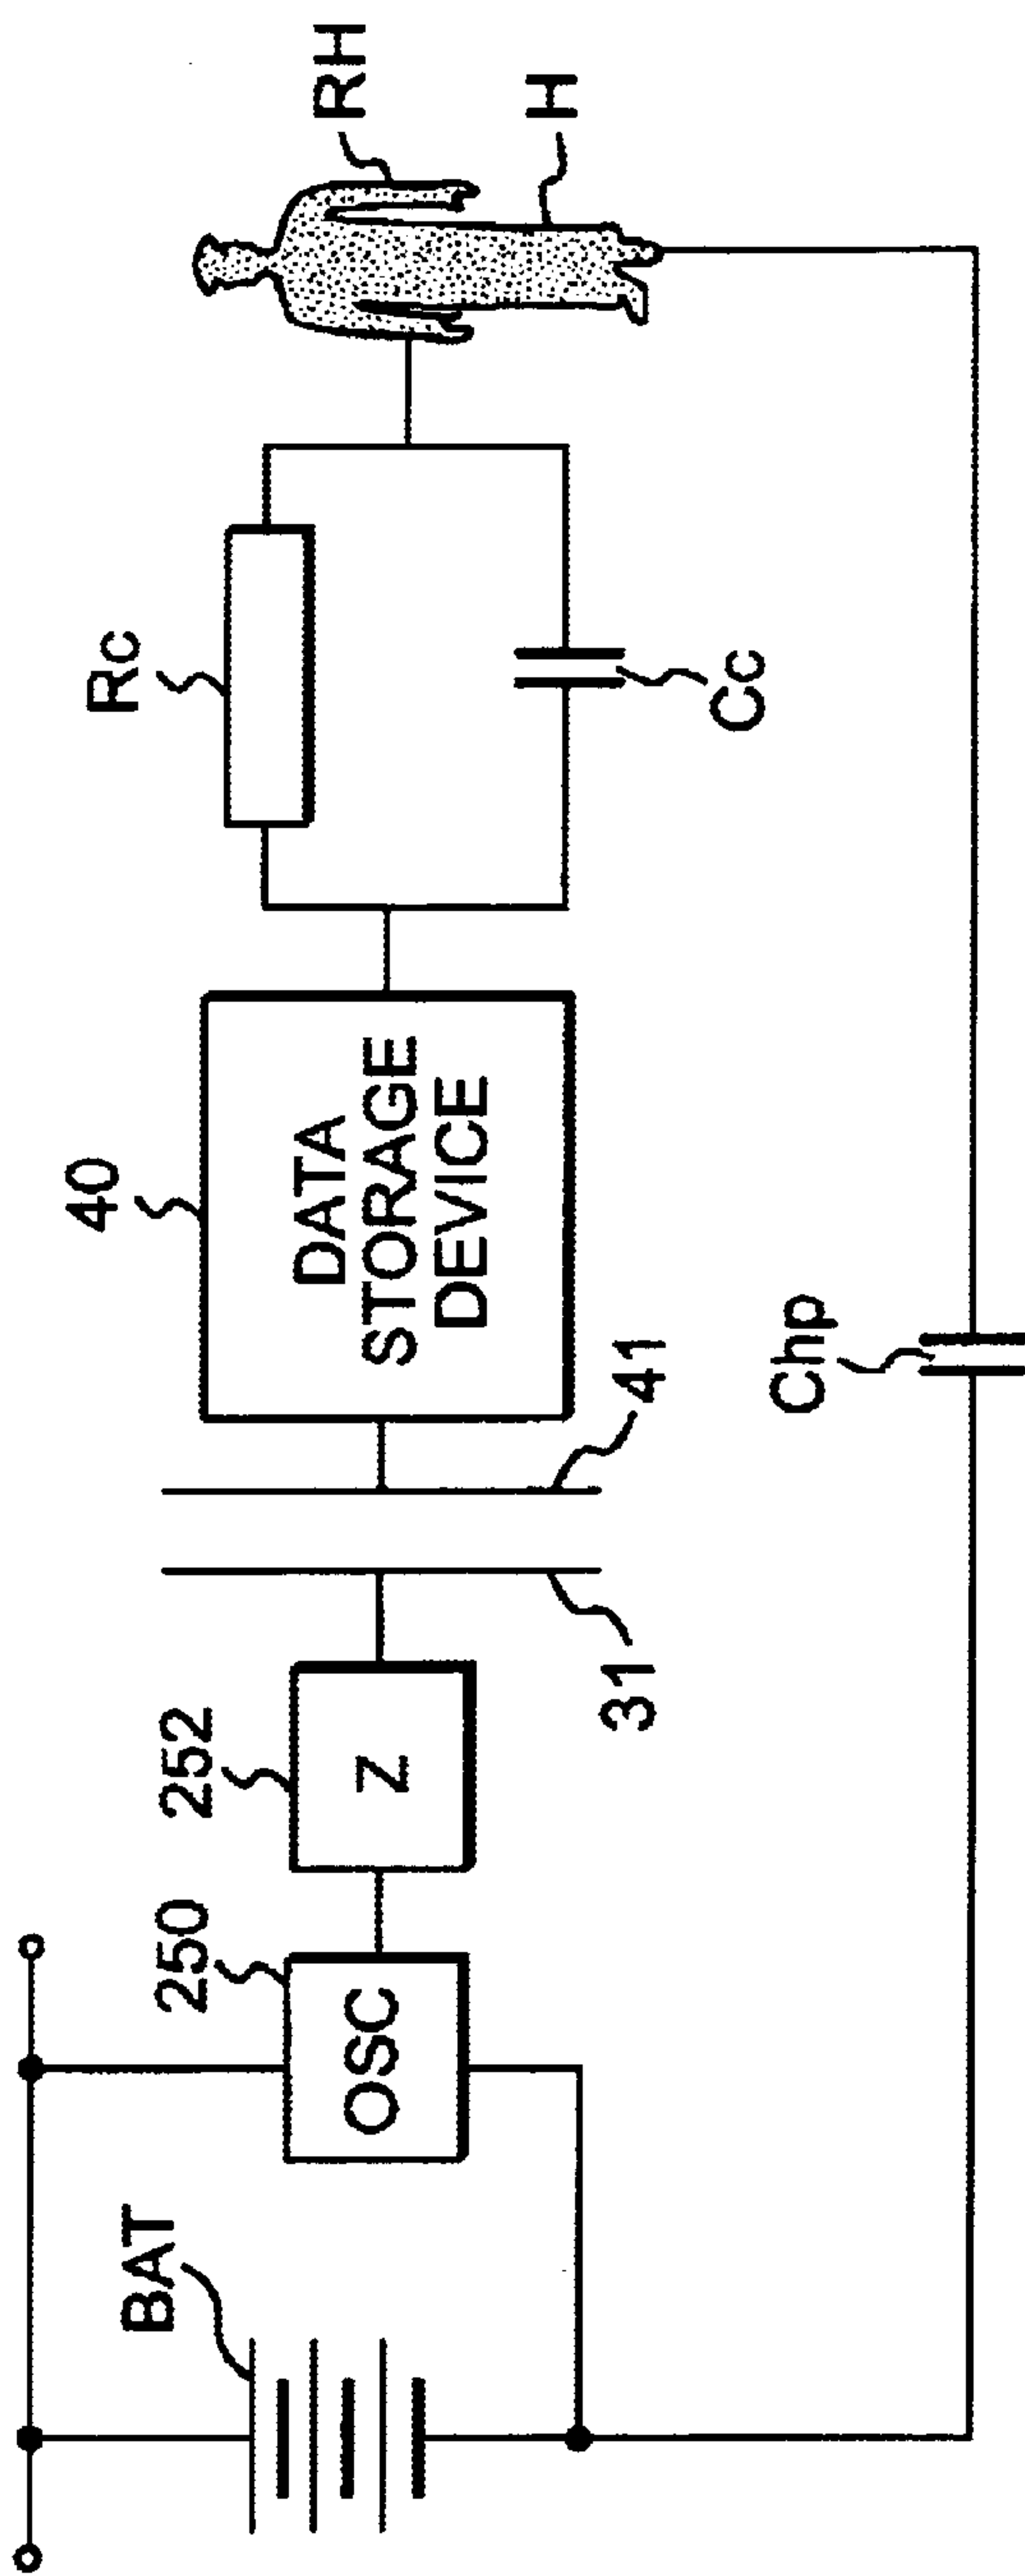 BAT
250
OSC
252
Z
31
41
40
DATA
STORAGE
DEVICE
Rc
Cc
Chp
RH
H